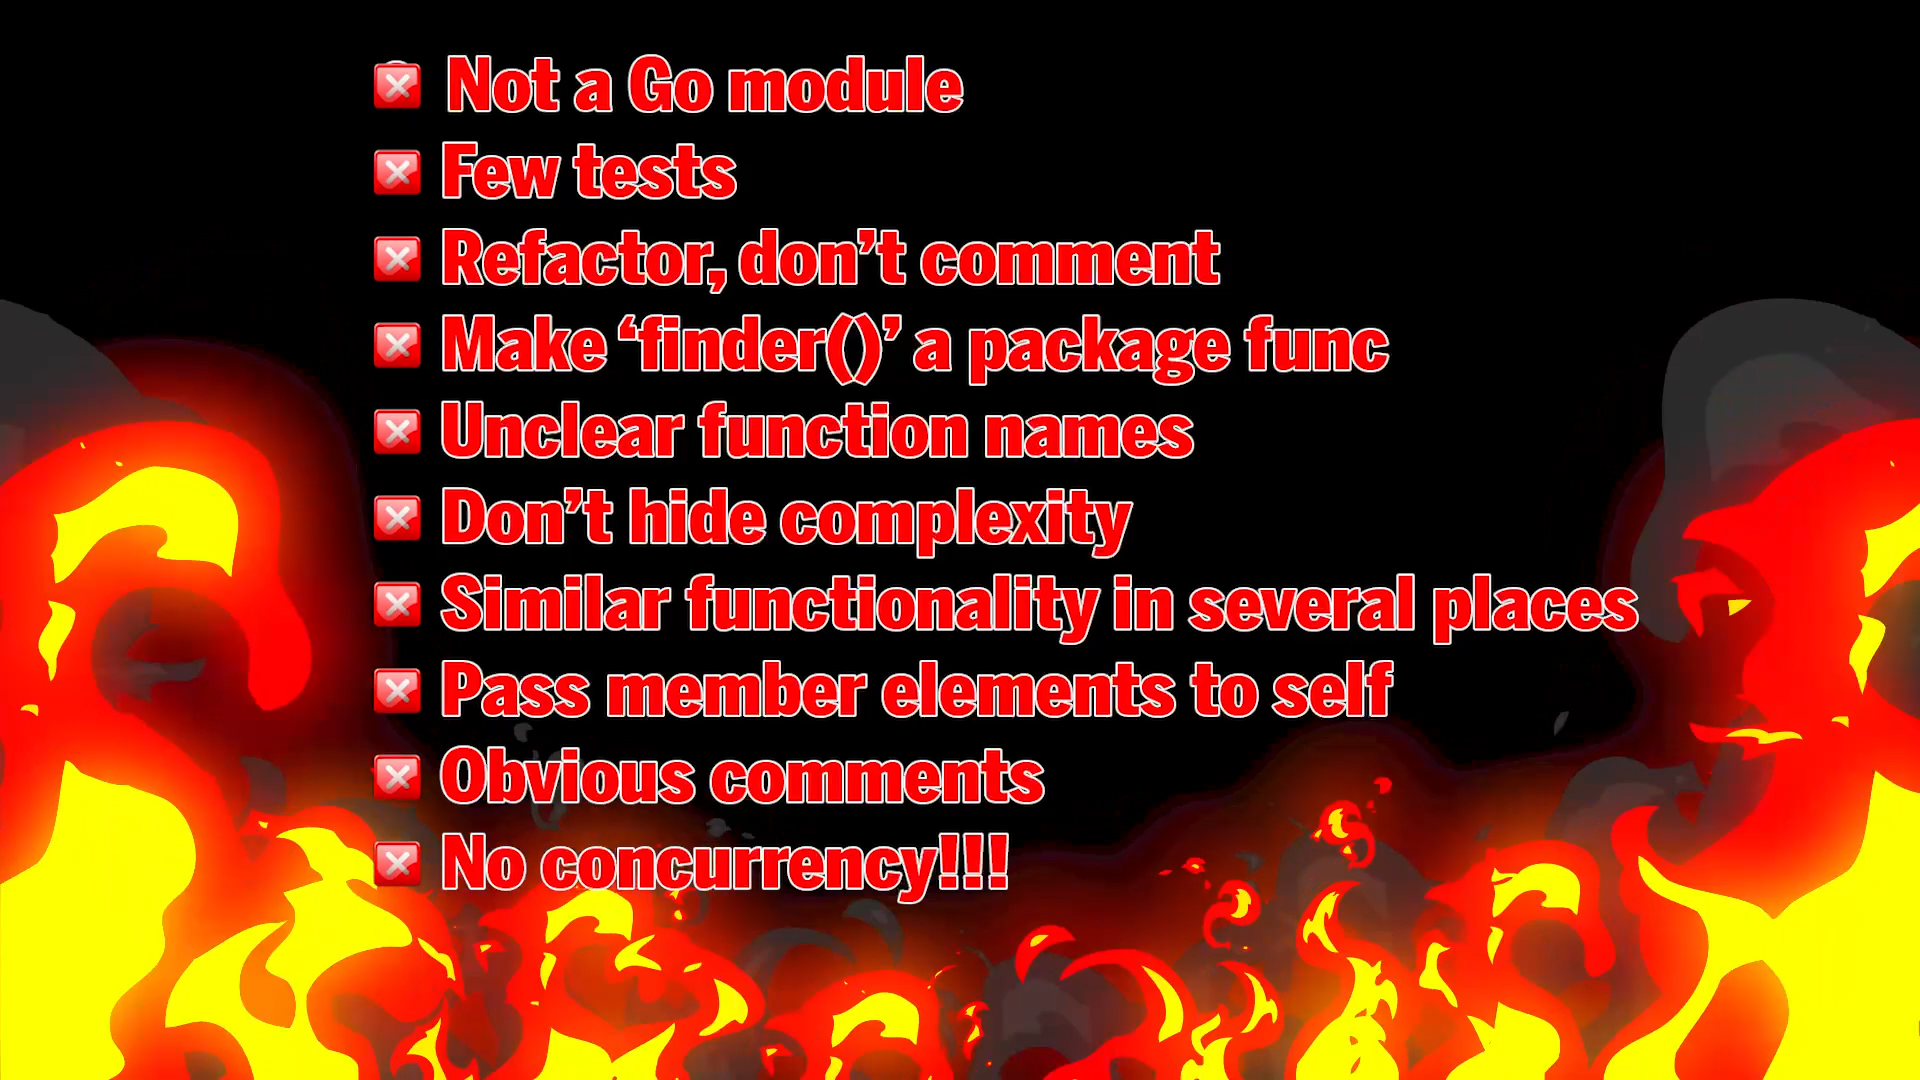 Not a Go module
Few tests
Refactor, don’t comment
Make ‘finder()’ a package func
Unclear function names
Don’t hide complexity
Similar functionality in several places
Pass member elements to self
Obvious comments
No concurrency!!!